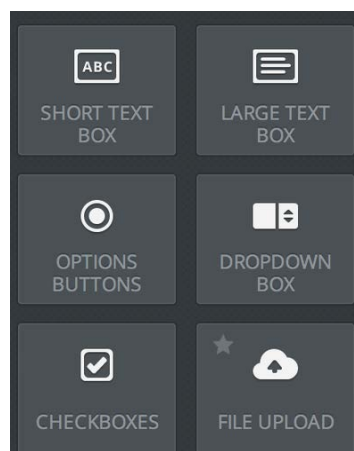 ABC
SHORT TEXT
BOX
LARGE TEXT
BOX
OPTIONS
BUTTONS
DROPDOWN
BOX
CHECKBOXES
FILE UPLOAD